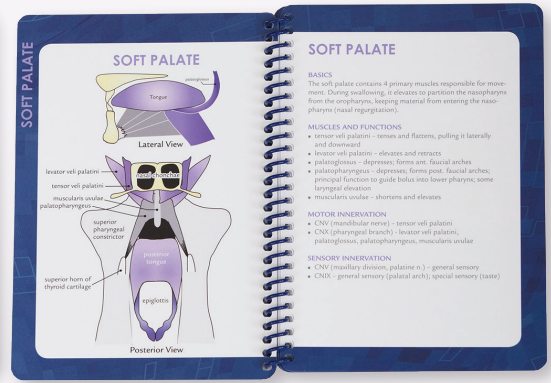 SOFT PALATE
SOFT PALATE
palatoglossus
Tongue
Lateral View
levator veli palatini
nasal chonchae
tensor veli palatini
muscularis uvulae
palatopharyngeus
superior
pharyngeal
constrictor
posterior
tongue
superior horn of
thyroid cartilage
epiglottis
Posterior View
SOFT PALATE
BASICS
The soft palate contains 4 primary muscles responsible for move-
ment. During swallowing, it elevates to partition the nasopharynx
from the oropharynx, keeping material from entering the naso-
pharynx (nasal regurgitation).
MUSCLES AND FUNCTIONS
• tensor veli palatini – tenses and flattens, pulling it laterally
and downward
• levator veli palatini – elevates and retracts
• palatoglossus – depresses; forms ant. faucial arches
• palatopharyngeus – depresses; forms post. faucial arches;
principal function to guide bolus into lower pharynx, some
laryngeal elevation
• muscularis uvulae – shortens and elevates
MOTOR INNERVATION
• CNV (mandibular nerve) – tensor veli palatini
• CNX (pharyngeal branch) - levator veli palatini,
palatoglossus, palatopharyngeus, muscularis uvulae
SENSORY INNERVATION
• CNV (maxillary division, palatine n.) - general sensory
• CNIX - general sensory (palatal arch); special sensory (taste)